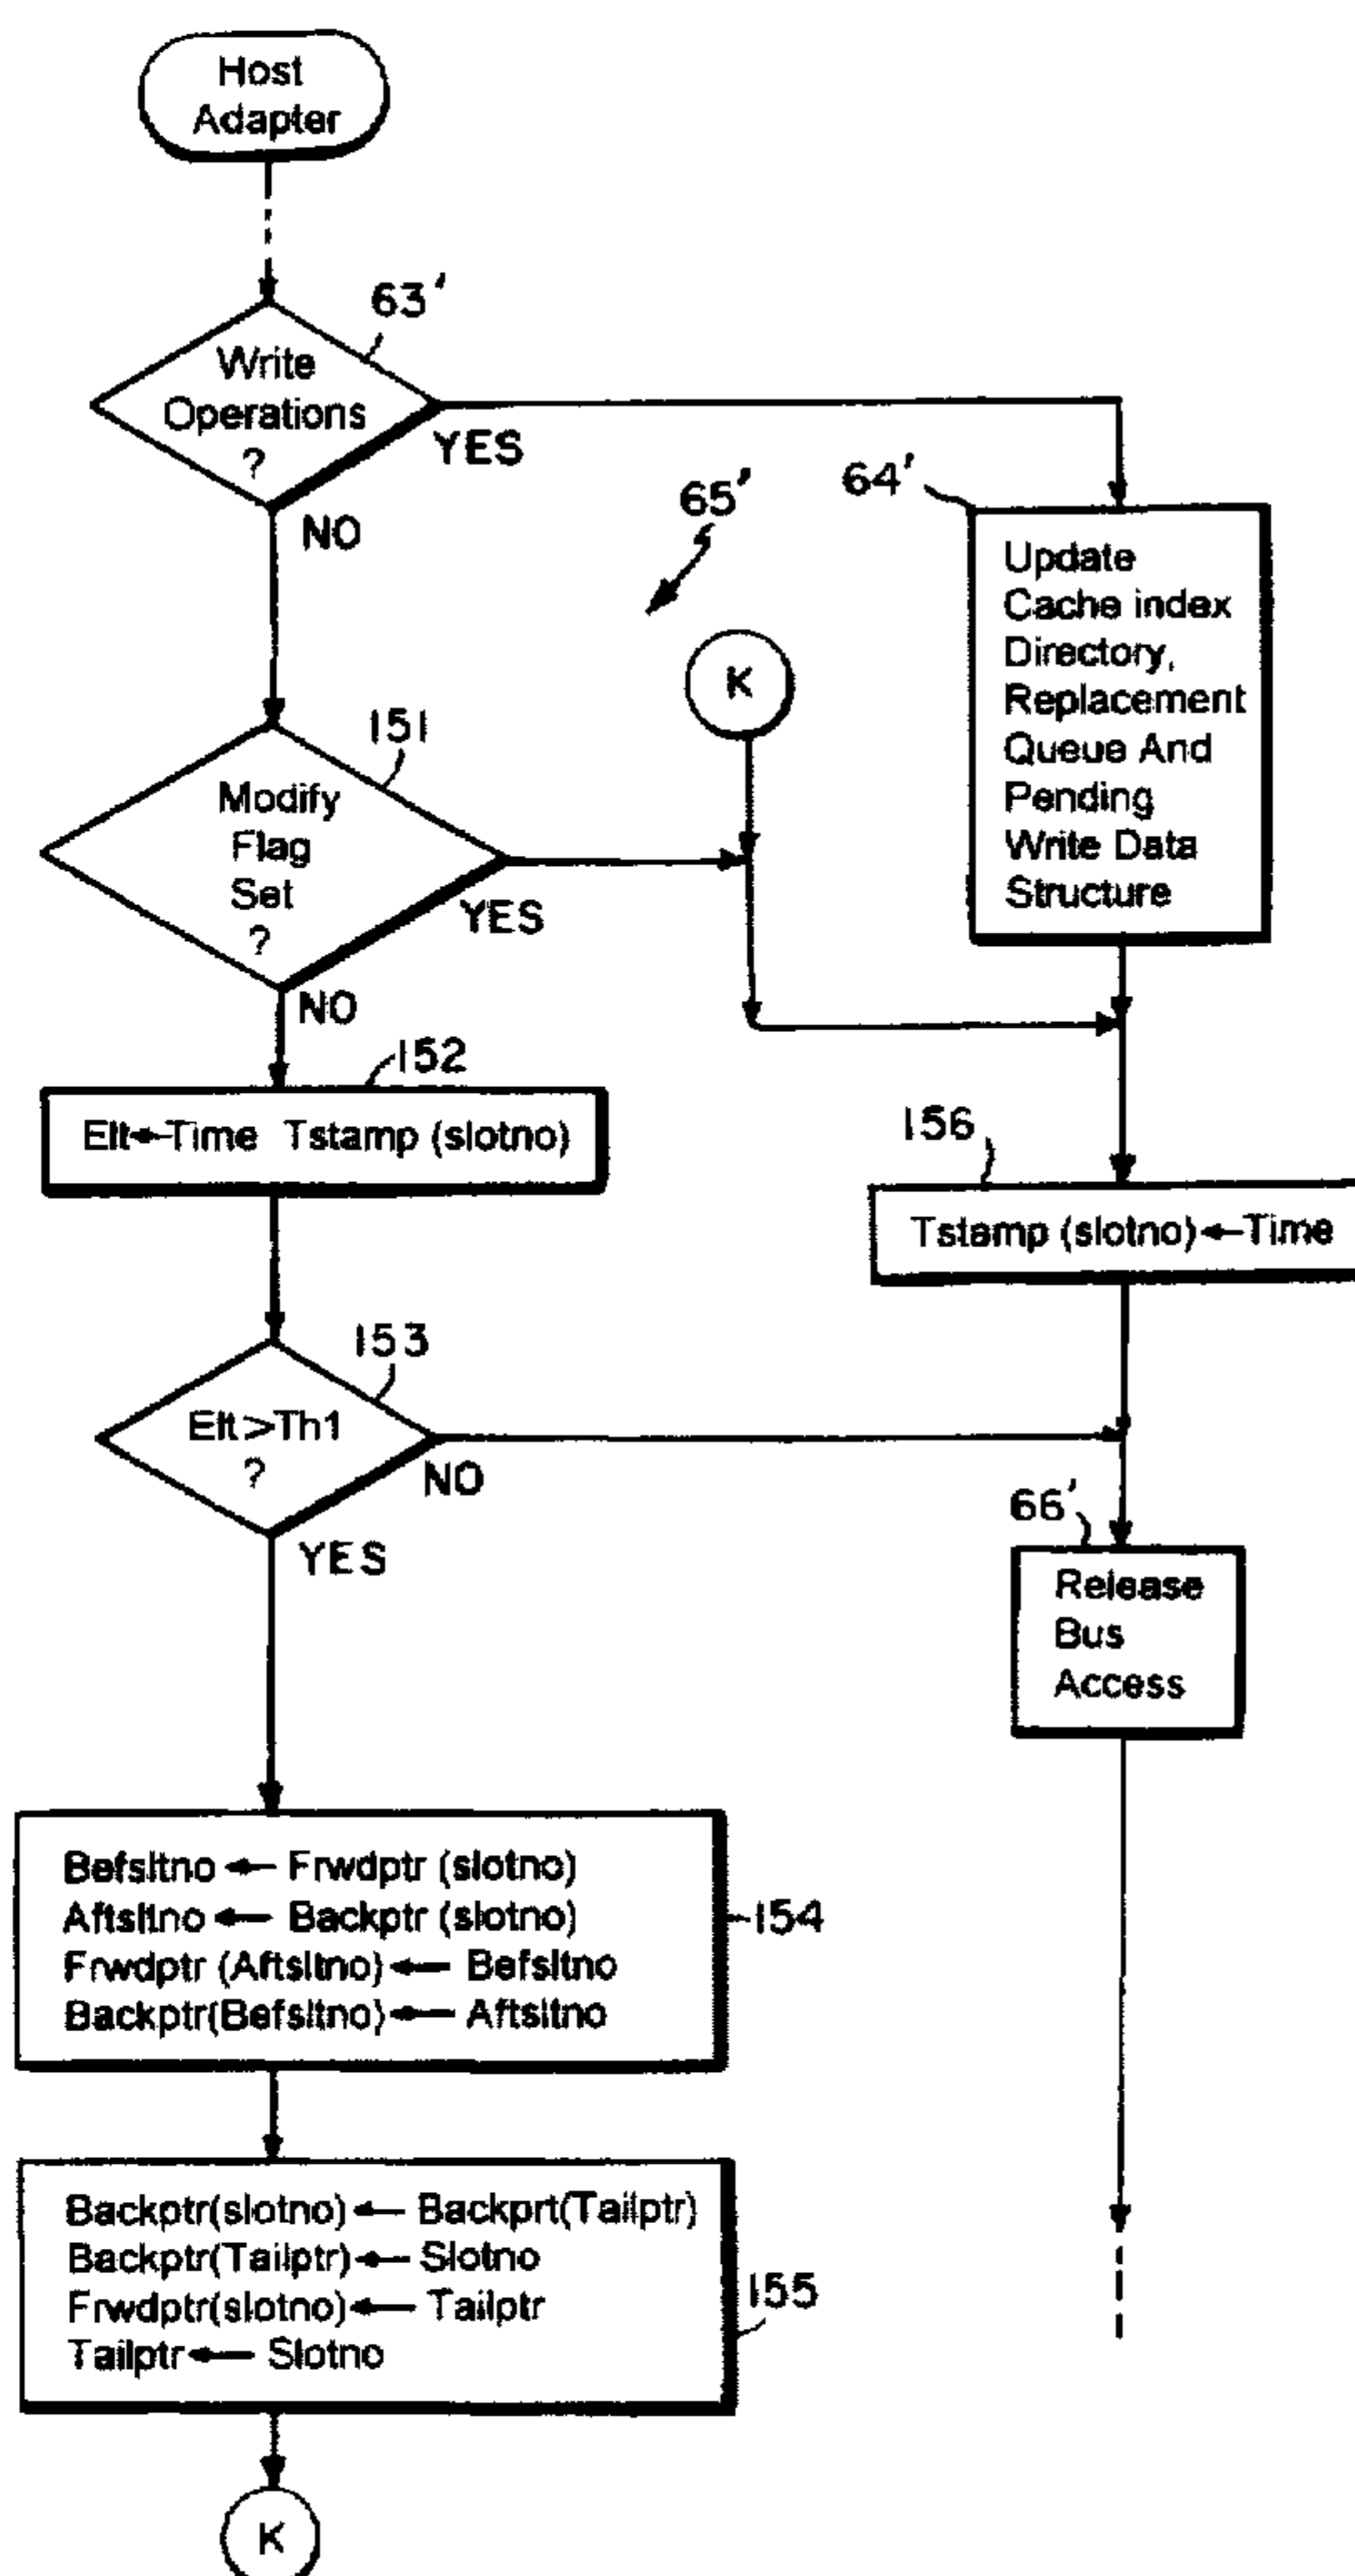 Host
Adapter
63'
Write
Operations
?
YES
NO
65'
64'
Update
Cache index
Directory,
Replacement
Queue And
Pending
Write Data
Structure
K
151
Modify
Flag
Set
?
YES
NO
152
Elt←Time Tstamp (slotno)
156
Tstamp (slotno)←Time
153
Elt>Th1
?
NO
YES
66'
Release
Bus
Access
Befsltno ← Frwdptr (slotno)
Aftsltno ← Backptr (slotno)
Frwdptr (Aftsltno) ← Befsltno
Backptr(Befsltno) ← Aftsltno
154
Backptr(slotno) ← Backprt(Tailptr)
Backptr(Tailptr) ← Slotno
Frwdptr(slotno) ← Tailptr
Tailptr ← Slotno
155
K